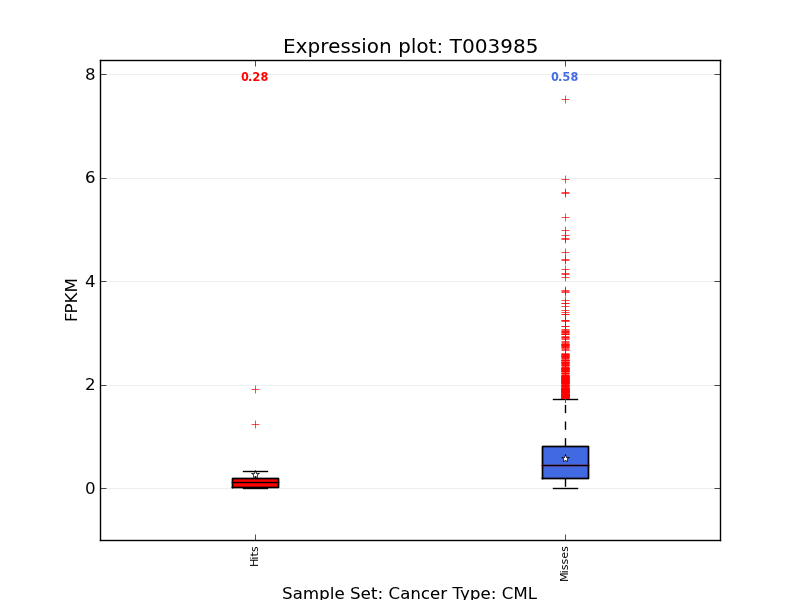 Expression plot: T003985
8
0.28
0.58
6
4
FPKM
2
0
Hits
Misses
Sample Set: Cancer Type: CML